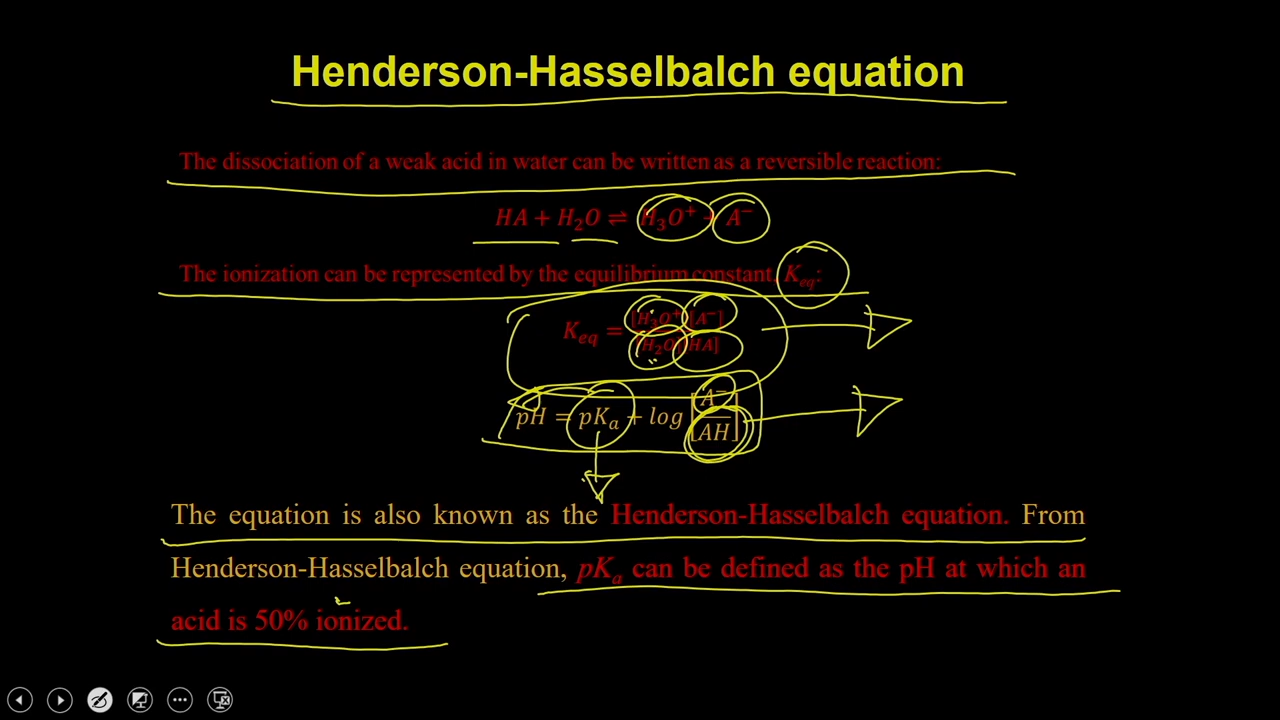 Henderson-Hasselbalch equation
The dissociation of a weak acid in water can be written as a reversible reaction:
HA + H₂O ⇌ H₃O⁺ + A⁻
The ionization can be represented by the equilibrium constant, K_eq:
K_eq = [H₃O⁺][A⁻] / [H₂O][HA]
pH = pKₐ + log [A⁻ / AH]
The equation is also known as the Henderson-Hasselbalch equation. From
Henderson-Hasselbalch equation, pKₐ can be defined as the pH at which an
acid is 50% ionized.